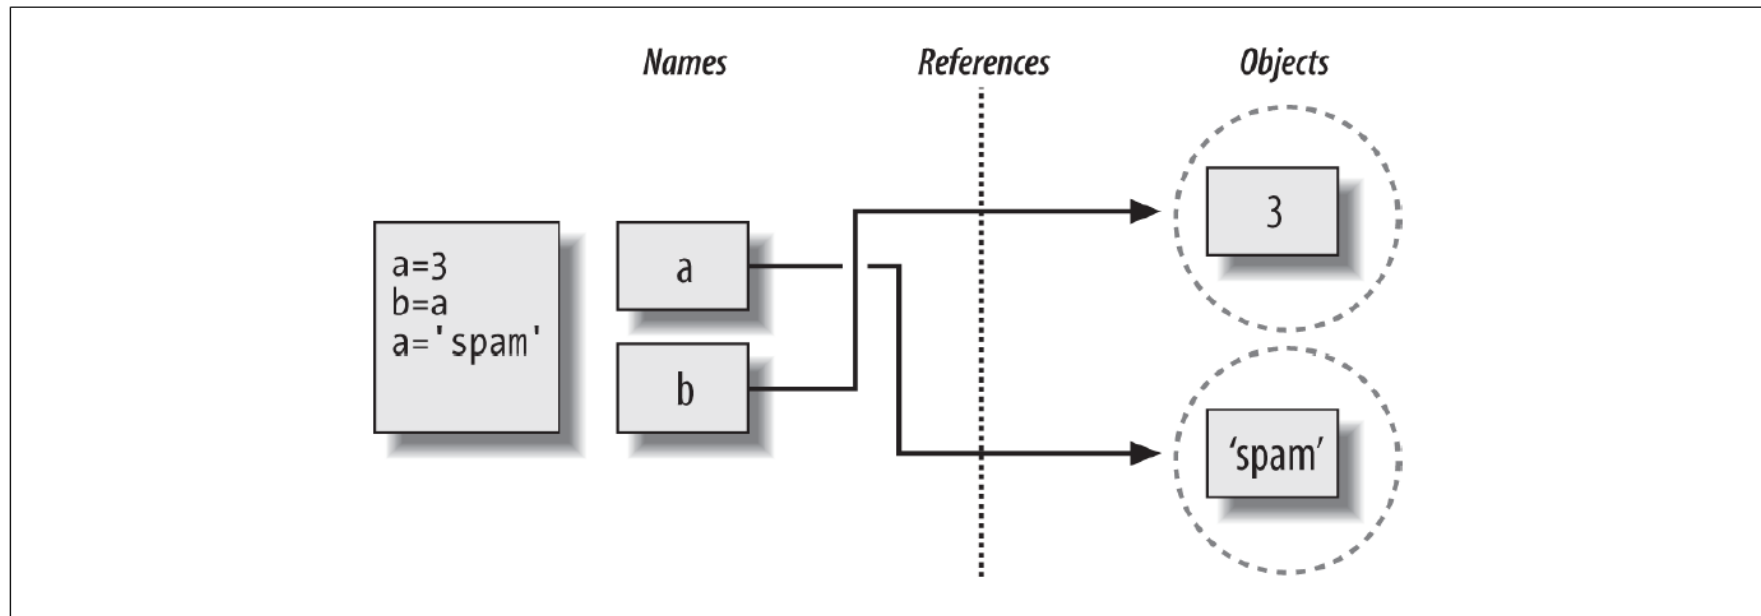 Names
References
Objects
a=3
b=a
a='spam'
a
b
3
‘spam’